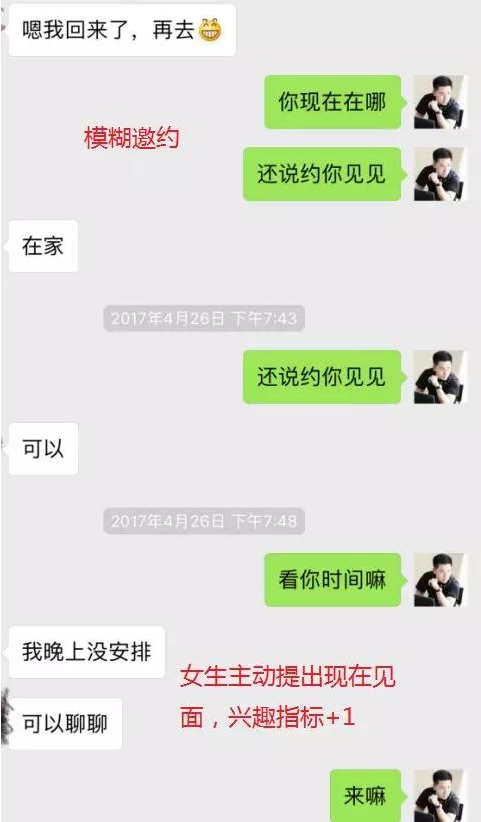 嗯我回来了，再去
你现在在哪
模糊邀约
还说约你见见
在家
2017年4月26日 下午7:43
还说约你见见
可以
2017年4月26日 下午7:48
看你时间嘛
我晚上没安排
女生主动提出现在见
面，兴趣指标+1
可以聊聊
来嘛